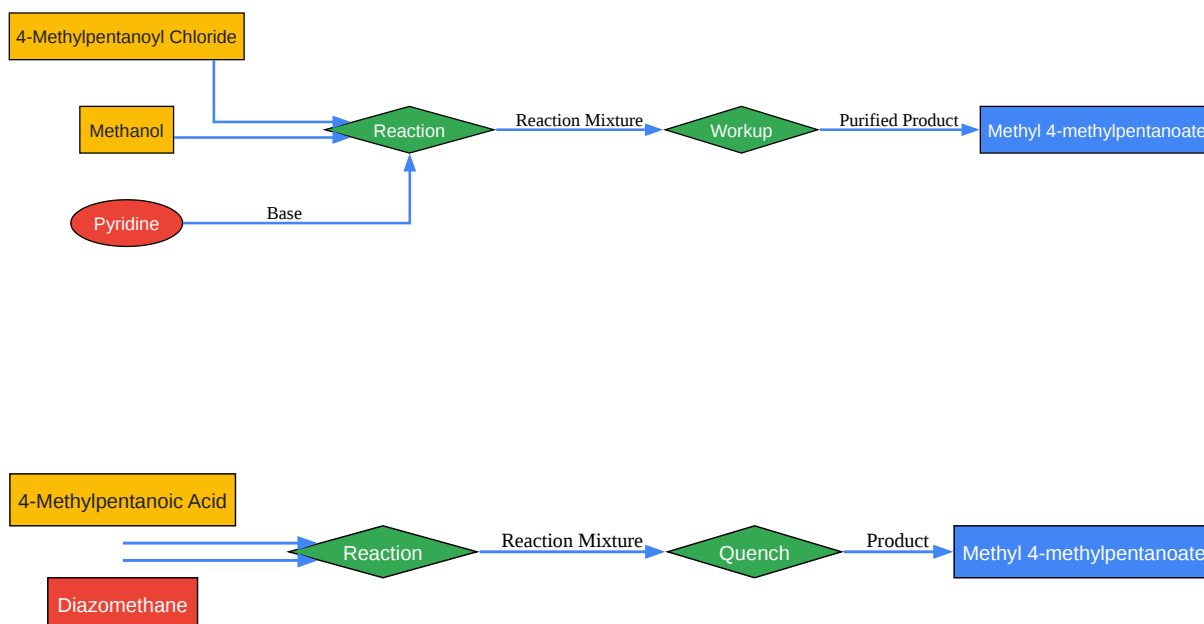 4-Methylpentanoyl Chloride
Methanol
Reaction
Reaction Mixture
Workup
Purified Product
Methyl 4-methylpentanoate
Pyridine
Base
4-Methylpentanoic Acid
Reaction
Reaction Mixture
Quench
Product
Methyl 4-methylpentanoate
Diazomethane